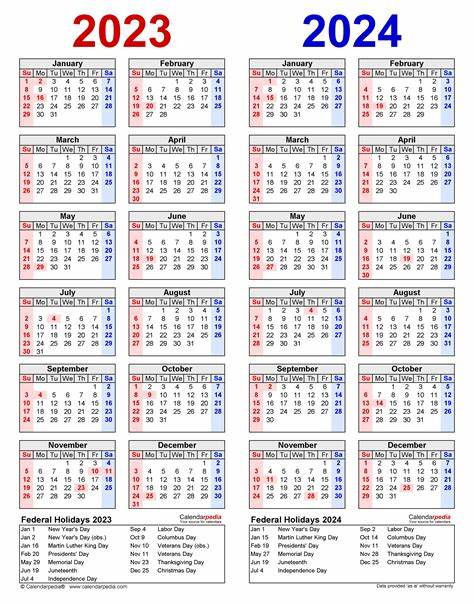 2023
January
Su Mo Tu We Th Fr Sa
1 2 3 4 5 6 7
8 9 10 11 12 13 14
15 16 17 18 19 20 21
22 23 24 25 26 27 28
29 30 31
February
Su Mo Tu We Th Fr Sa
1 2 3 4
5 6 7 8 9 10 11
12 13 14 15 16 17 18
19 20 21 22 23 24 25
26 27 28
March
Su Mo Tu We Th Fr Sa
1 2 3 4
5 6 7 8 9 10 11
12 13 14 15 16 17 18
19 20 21 22 23 24 25
26 27 28 29 30 31
April
Su Mo Tu We Th Fr Sa
1
2 3 4 5 6 7 8
9 10 11 12 13 14 15
16 17 18 19 20 21 22
23 24 25 26 27 28 29
30
May
Su Mo Tu We Th Fr Sa
1 2 3 4 5 6
7 8 9 10 11 12 13
14 15 16 17 18 19 20
21 22 23 24 25 26 27
28 29 30 31
June
Su Mo Tu We Th Fr Sa
1 2 3
4 5 6 7 8 9 10
11 12 13 14 15 16 17
18 19 20 21 22 23 24
25 26 27 28 29 30
July
Su Mo Tu We Th Fr Sa
1
2 3 4 5 6 7 8
9 10 11 12 13 14 15
16 17 18 19 20 21 22
23 24 25 26 27 28 29
30 31
August
Su Mo Tu We Th Fr Sa
1 2 3 4 5
6 7 8 9 10 11 12
13 14 15 16 17 18 19
20 21 22 23 24 25 26
27 28 29 30 31
September
Su Mo Tu We Th Fr Sa
1 2
3 4 5 6 7 8 9
10 11 12 13 14 15 16
17 18 19 20 21 22 23
24 25 26 27 28 29 30
October
Su Mo Tu We Th Fr Sa
1 2 3 4 5 6 7
8 9 10 11 12 13 14
15 16 17 18 19 20 21
22 23 24 25 26 27 28
29 30 31
November
Su Mo Tu We Th Fr Sa
1 2 3 4
5 6 7 8 9 10 11
12 13 14 15 16 17 18
19 20 21 22 23 24 25
26 27 28 29 30
December
Su Mo Tu We Th Fr Sa
1 2
3 4 5 6 7 8 9
10 11 12 13 14 15 16
17 18 19 20 21 22 23
24 25 26 27 28 29 30
31
Federal Holidays 2023
Calendarpedia
Your source for calendars
Jan 1 New Year's Day
Jan 2 New Year's Day (obs.)
Jan 16 Martin Luther King Day
Feb 20 Presidents' Day
May 29 Memorial Day
Jun 19 Juneteenth
Jul 4 Independence Day
Sep 4 Labor Day
Oct 9 Columbus Day
Nov 10 Veterans Day (obs.)
Nov 11 Veterans Day
Nov 23 Thanksgiving Day
Dec 25 Christmas Day
2024
January
Su Mo Tu We Th Fr Sa
1 2 3 4 5 6
7 8 9 10 11 12 13
14 15 16 17 18 19 20
21 22 23 24 25 26 27
28 29 30 31
February
Su Mo Tu We Th Fr Sa
1 2 3
4 5 6 7 8 9 10
11 12 13 14 15 16 17
18 19 20 21 22 23 24
25 26 27 28 29
March
Su Mo Tu We Th Fr Sa
1 2
3 4 5 6 7 8 9
10 11 12 13 14 15 16
17 18 19 20 21 22 23
24 25 26 27 28 29 30
31
April
Su Mo Tu We Th Fr Sa
1 2 3 4 5 6
7 8 9 10 11 12 13
14 15 16 17 18 19 20
21 22 23 24 25 26 27
28 29 30
May
Su Mo Tu We Th Fr Sa
1 2 3 4
5 6 7 8 9 10 11
12 13 14 15 16 17 18
19 20 21 22 23 24 25
26 27 28 29 30 31
June
Su Mo Tu We Th Fr Sa
1
2 3 4 5 6 7 8
9 10 11 12 13 14 15
16 17 18 19 20 21 22
23 24 25 26 27 28 29
30
July
Su Mo Tu We Th Fr Sa
1 2 3 4 5 6
7 8 9 10 11 12 13
14 15 16 17 18 19 20
21 22 23 24 25 26 27
28 29 30 31
August
Su Mo Tu We Th Fr Sa
1 2 3
4 5 6 7 8 9 10
11 12 13 14 15 16 17
18 19 20 21 22 23 24
25 26 27 28 29 30 31
September
Su Mo Tu We Th Fr Sa
1 2 3 4 5 6 7
8 9 10 11 12 13 14
15 16 17 18 19 20 21
22 23 24 25 26 27 28
29 30
October
Su Mo Tu We Th Fr Sa
1 2 3 4 5
6 7 8 9 10 11 12
13 14 15 16 17 18 19
20 21 22 23 24 25 26
27 28 29 30 31
November
Su Mo Tu We Th Fr Sa
1 2
3 4 5 6 7 8 9
10 11 12 13 14 15 16
17 18 19 20 21 22 23
24 25 26 27 28 29 30
December
Su Mo Tu We Th Fr Sa
1 2 3 4 5 6 7
8 9 10 11 12 13 14
15 16 17 18 19 20 21
22 23 24 25 26 27 28
29 30 31
Federal Holidays 2024
Calendarpedia
Your source for calendars
Jan 1 New Year's Day
Jan 15 Martin Luther King Day
Feb 19 Presidents' Day
May 27 Memorial Day
Jun 19 Juneteenth
Jul 4 Independence Day
Sep 2 Labor Day
Oct 14 Columbus Day
Nov 11 Veterans Day
Nov 28 Thanksgiving Day
Dec 25 Christmas Day
© Calendarpedia® www.calendarpedia.com
Data provided 'as is' without warranty